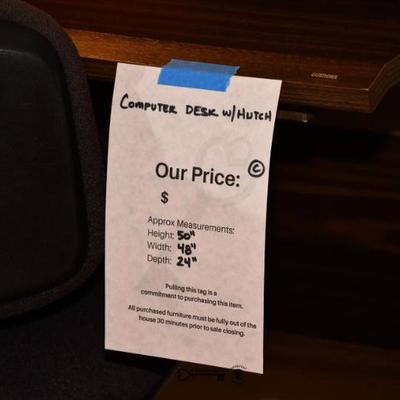 COMPUTER DESK W/HUTCH
Our Price: ©
$
Approx Measurements:
Height: 50"
Width: 48"
Depth: 24"
Pulling this tag is a
commitment to purchasing this item.
All purchased furniture must be fully out of the
house 30 minutes prior to sale closing.